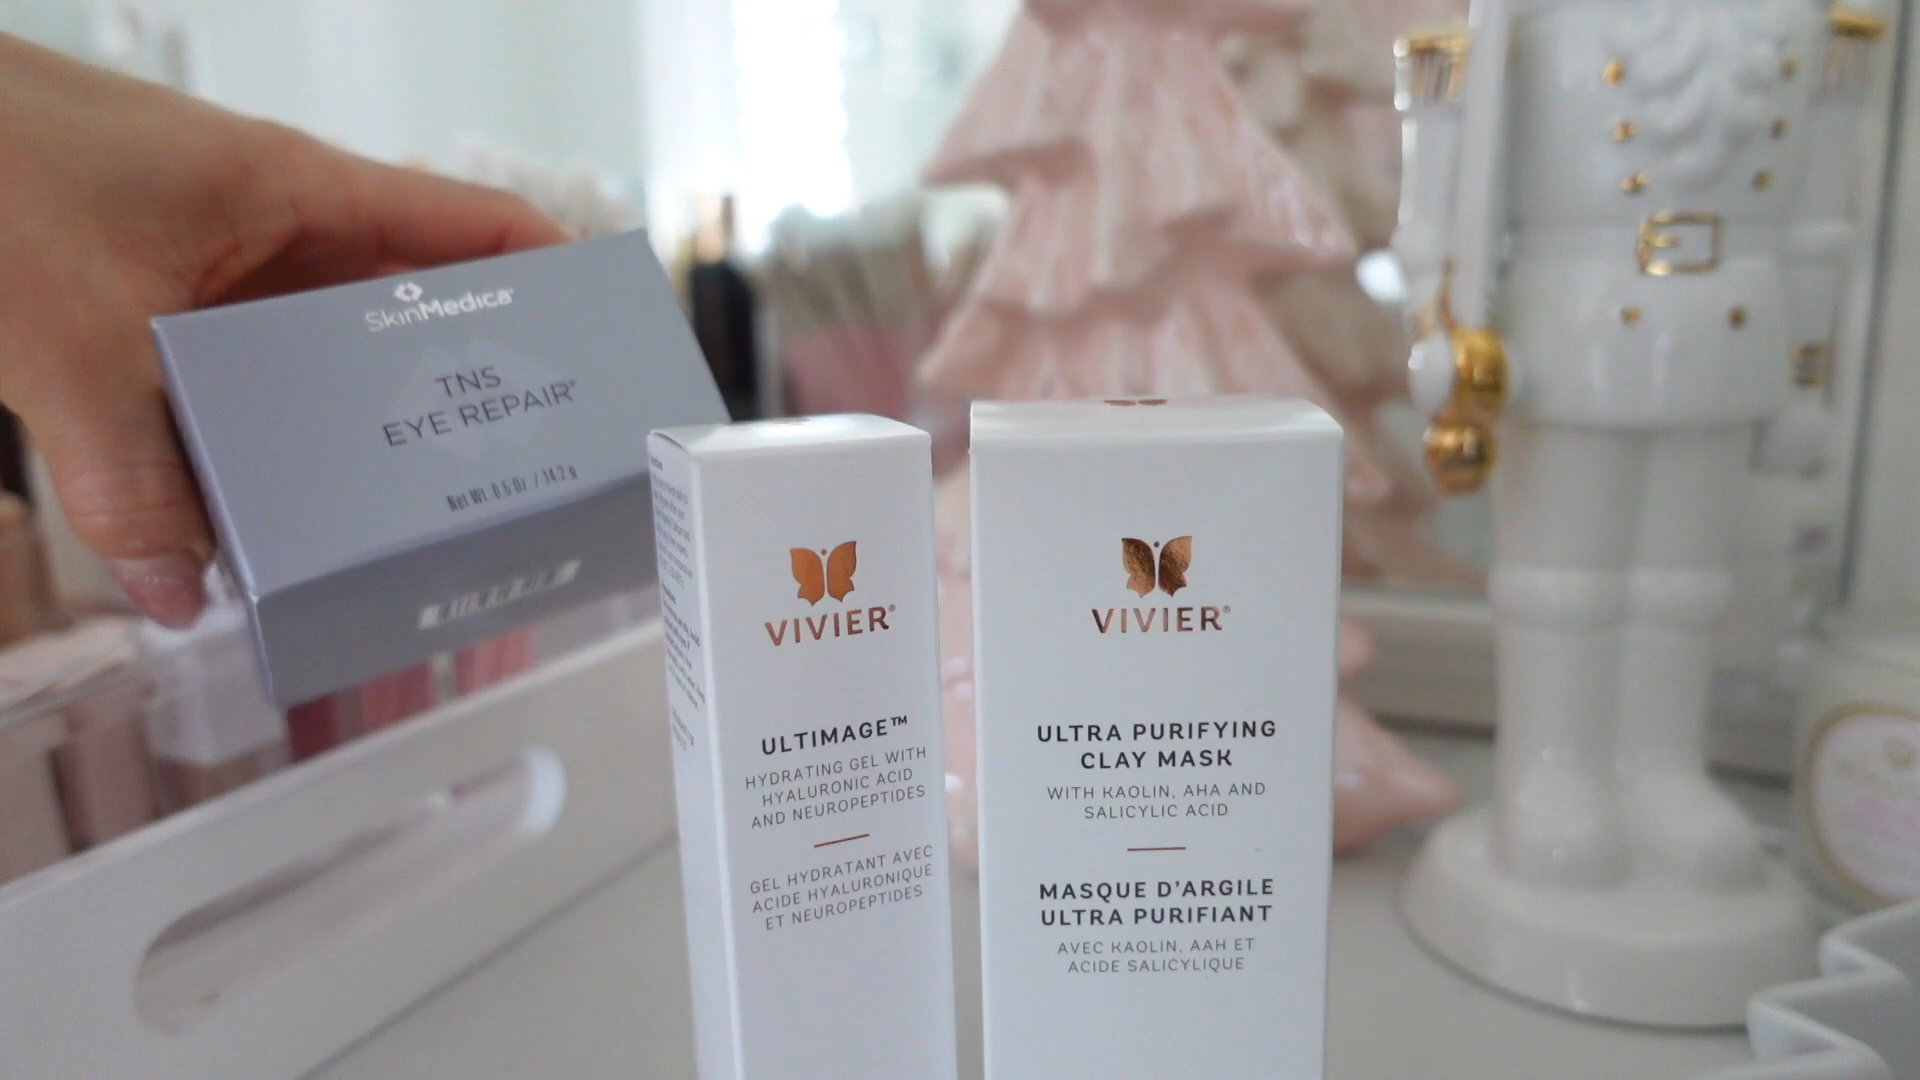 SkinMedica®
TNS
EYE REPAIR®
Net Wt. 0.5 Oz. / 14.2 g
VIVIER®
ULTIMAGE™
HYDRATING GEL WITH
HYALURONIC ACID
AND NEUROPEPTIDES
GEL HYDRATANT AVEC
ACIDE HYALURONIQUE
ET NEUROPEPTIDES
VIVIER®
ULTRA PURIFYING
CLAY MASK
WITH KAOLIN, AHA AND
SALICYLIC ACID
MASQUE D'ARGILE
ULTRA PURIFIANT
AVEC KAOLIN, AAH ET
ACIDE SALICYLIQUE